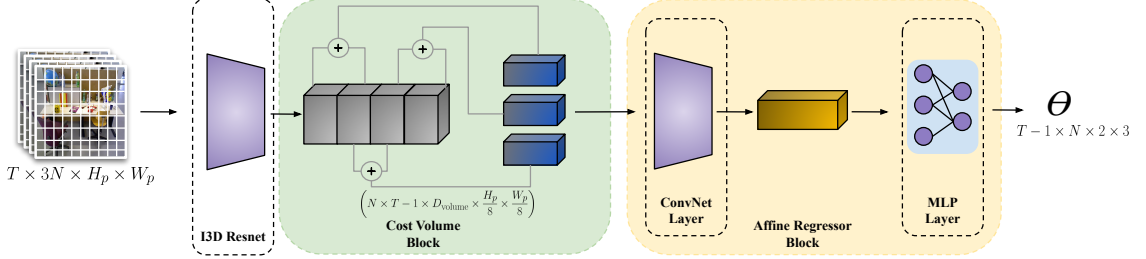 T × 3N × H_p × W_p
I3D Resnet
+
+
+
(N × T − 1 × D_volume × H_p/8 × W_p/8)
Cost Volume
Block
ConvNet
Layer
Affine Regressor
Block
MLP
Layer
Θ
T − 1 × N × 2 × 3